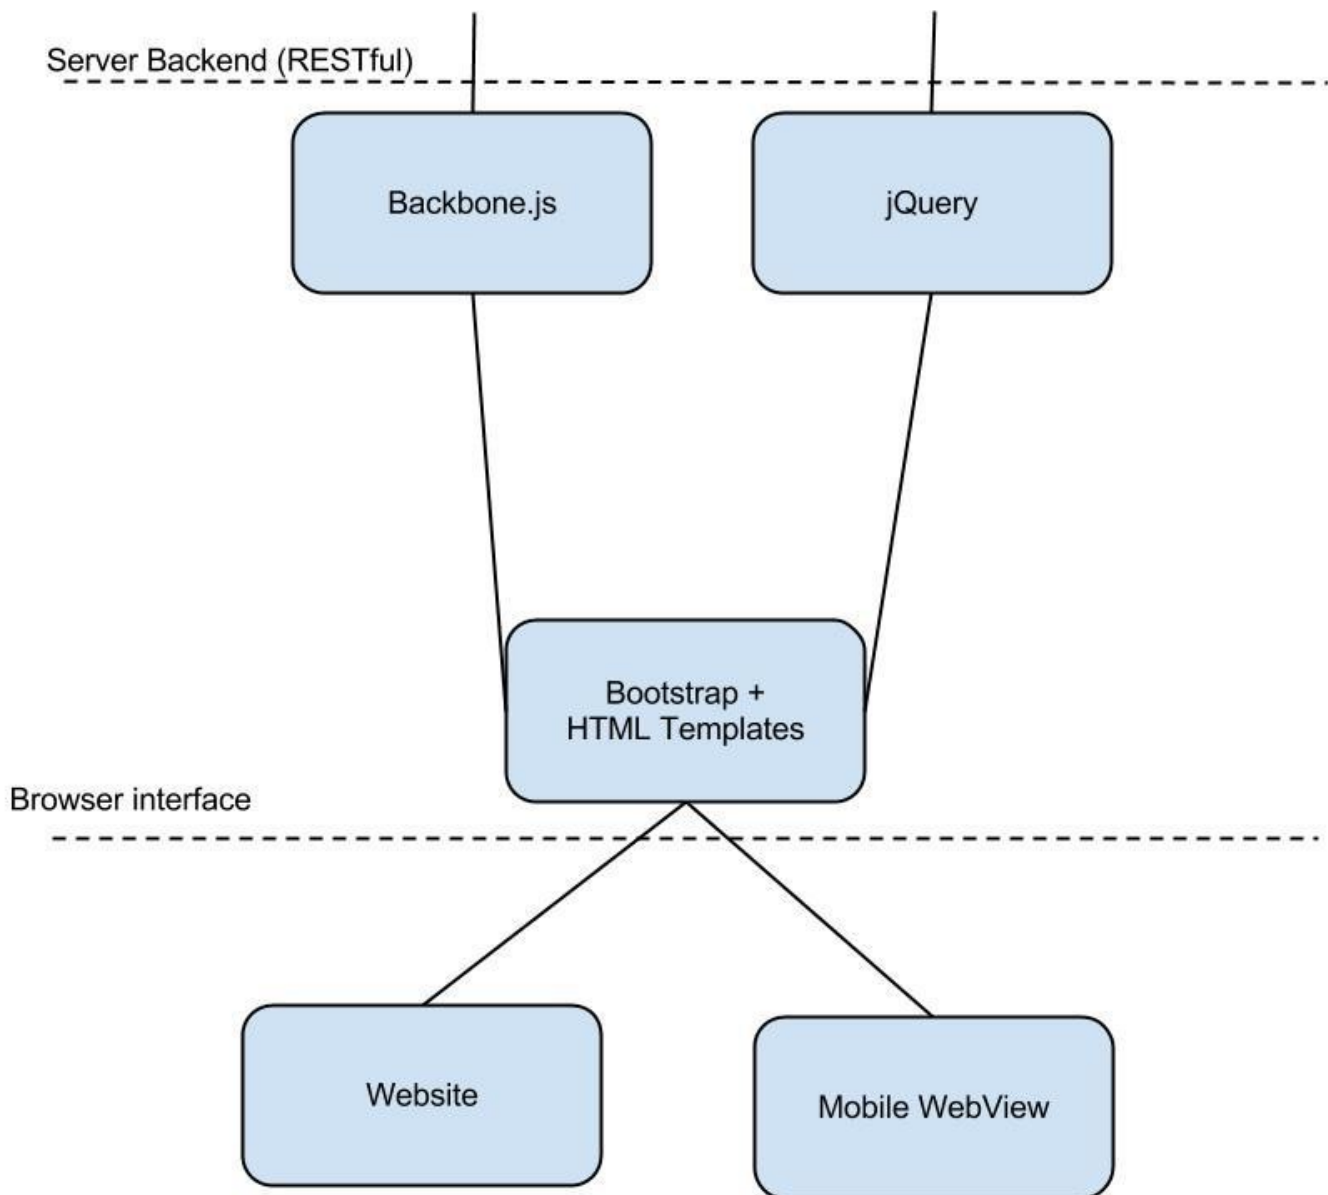 Server Backend (RESTful)
Backbone.js
jQuery
Bootstrap +
HTML Templates
Browser interface
Website
Mobile WebView